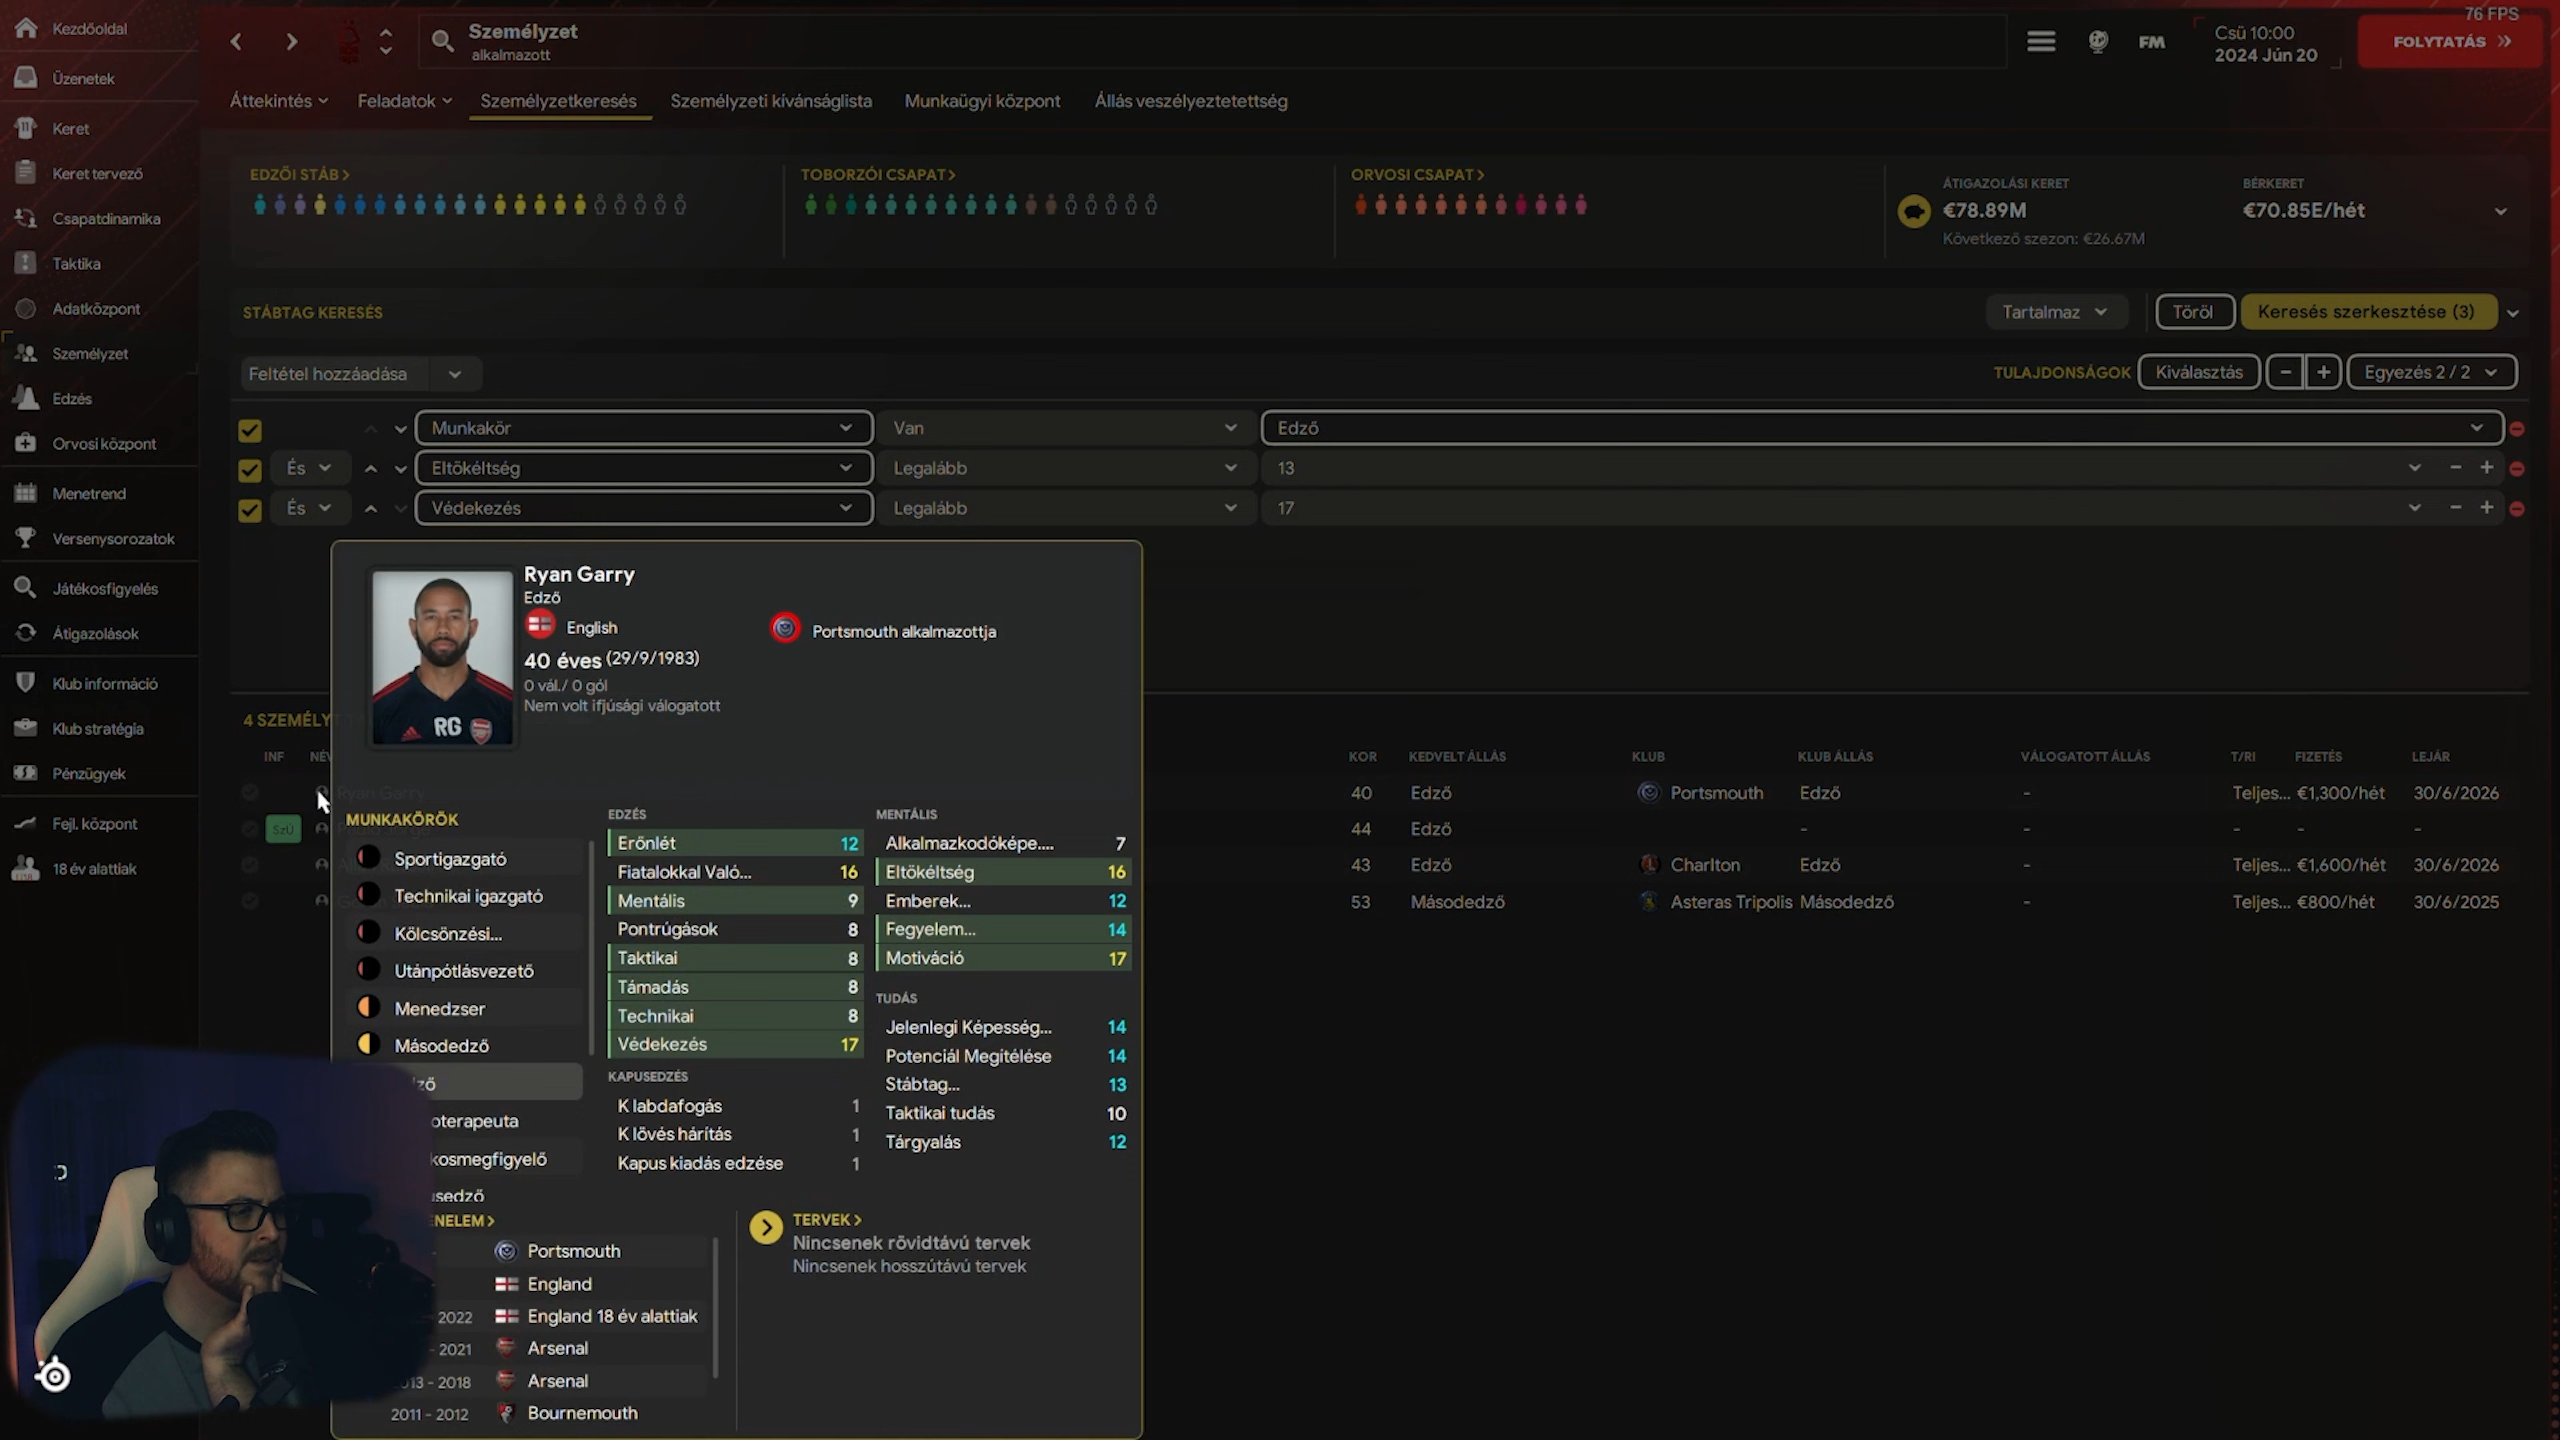 76 FPS
Kezdőoldal
Üzenetek
Keret
Keret tervező
Csapatdinamika
Taktika
Adatközpont
Személyzet
Edzés
Orvosi központ
Menetrend
Versenysorozatok
Játékosfigyelés
Átigazolások
Klub információ
Klub stratégia
Pénzügyek
Fejl. központ
18 év alattiak
Személyzet
alkalmazott
FM
Csü 10:00
2024 Jún 20
FOLYTATÁS
Áttekintés
Feladatok
Személyzetkeresés
Személyzeti kívánságlista
Munkaügyi központ
Állás veszélyeztetettség
EDZŐI STÁB >
TOBORZÓI CSAPAT >
ORVOSI CSAPAT >
ÁTIGAZOLÁSI KERET
€78.89M
Következő szezon: €26.67M
BÉRKERET
€70.85E/hét
STÁBTAG KERESÉS
Tartalmaz
Töröl
Keresés szerkesztése (3)
Feltétel hozzáadása
TULAJDONSÁGOK
Kiválasztás
− +
Egyezés 2 / 2
Munkakör Van Edző
És Eltökéltség Legalább 13 − +
És Védekezés Legalább 17 − +
4 SZEMÉLY
INF NÉV KOR KEDVELT ÁLLÁS KLUB KLUB ÁLLÁS VÁLOGATOTT ÁLLÁS T/RI FIZETÉS LEJÁR
Ryan Garry 40 Edző Portsmouth Edző - Teljes... €1,300/hét 30/6/2026
SzÜ 44 Edző - - - - -
43 Edző Charlton Edző - Teljes... €1,600/hét 30/6/2026
53 Másodedző Asteras Tripolis Másodedző - Teljes... €800/hét 30/6/2025
Ryan Garry
Edző
English
Portsmouth alkalmazottja
40 éves (29/9/1983)
0 vál./ 0 gól
Nem volt ifjúsági válogatott
RG
MUNKAKÖRÖK
Sportigazgató
Technikai igazgató
Kölcsönzési...
Utánpótlásvezető
Menedzser
Másodedző
ző
oterapeuta
kosmegfigyelő
usedző
EDZÉS
Erőnlét 12
Fiatalokkal Való... 16
Mentális 9
Pontrúgások 8
Taktikai 8
Támadás 8
Technikai 8
Védekezés 17
KAPUSEDZÉS
K labdafogás 1
K lövés hárítás 1
Kapus kiadás edzése 1
MENTÁLIS
Alkalmazkodóképe.... 7
Eltökéltség 16
Emberek... 12
Fegyelem... 14
Motiváció 17
TUDÁS
Jelenlegi Képesség... 14
Potenciál Megítélése 14
Stábtag... 13
Taktikai tudás 10
Tárgyalás 12
ENELEM >
Portsmouth
England
2022 England 18 év alattiak
- 2021 Arsenal
13 - 2018 Arsenal
2011 - 2012 Bournemouth
TERVEK >
Nincsenek rövidtávú tervek
Nincsenek hosszútávú tervek